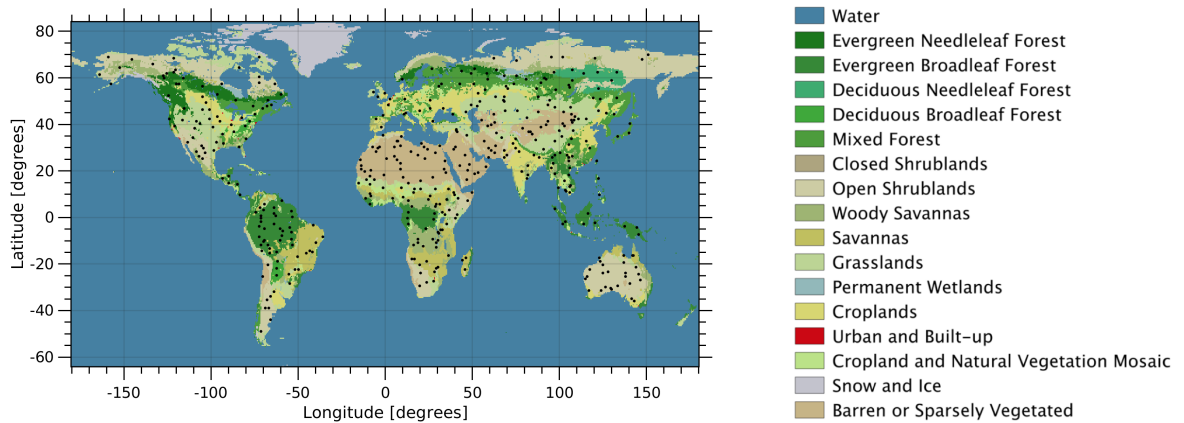 80
60
40
20
0
-20
-40
-60
Latitude [degrees]
-150 -100 -50 0 50 100 150
Longitude [degrees]
Water
Evergreen Needleleaf Forest
Evergreen Broadleaf Forest
Deciduous Needleleaf Forest
Deciduous Broadleaf Forest
Mixed Forest
Closed Shrublands
Open Shrublands
Woody Savannas
Savannas
Grasslands
Permanent Wetlands
Croplands
Urban and Built-up
Cropland and Natural Vegetation Mosaic
Snow and Ice
Barren or Sparsely Vegetated